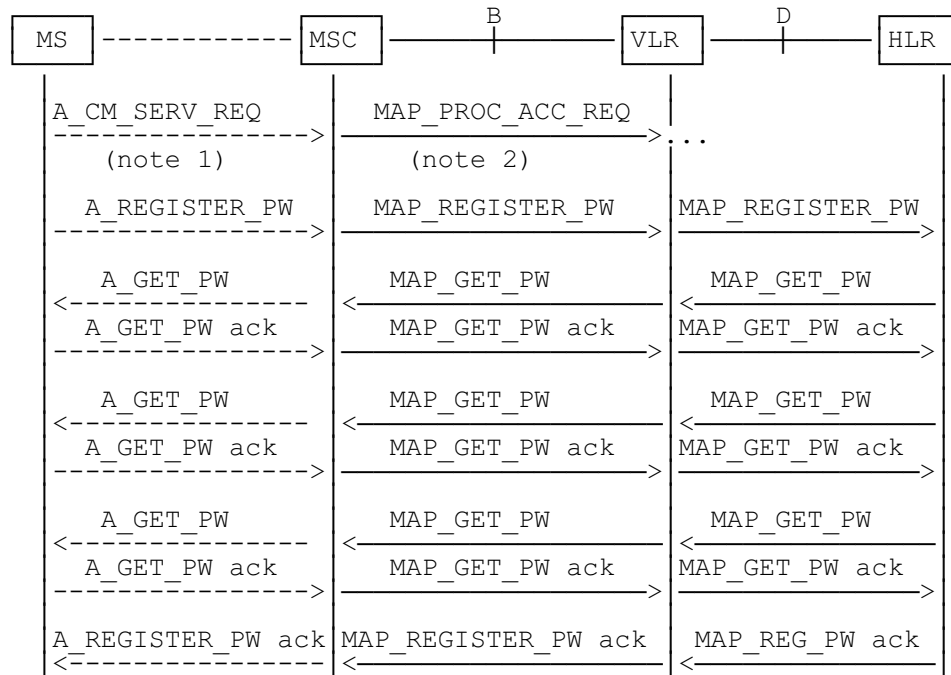 B D
MS MSC VLR HLR
A_CM_SERV_REQ MAP_PROC_ACC_REQ
...
(note 1) (note 2)
A_REGISTER_PW MAP_REGISTER_PW MAP_REGISTER_PW
A_GET_PW MAP_GET_PW MAP_GET_PW
A_GET_PW ack MAP_GET_PW ack MAP_GET_PW ack
A_GET_PW MAP_GET_PW MAP_GET_PW
A_GET_PW ack MAP_GET_PW ack MAP_GET_PW ack
A_GET_PW MAP_GET_PW MAP_GET_PW
A_GET_PW ack MAP_GET_PW ack MAP_GET_PW ack
A_REGISTER_PW ack MAP_REGISTER_PW ack MAP_REG_PW ack